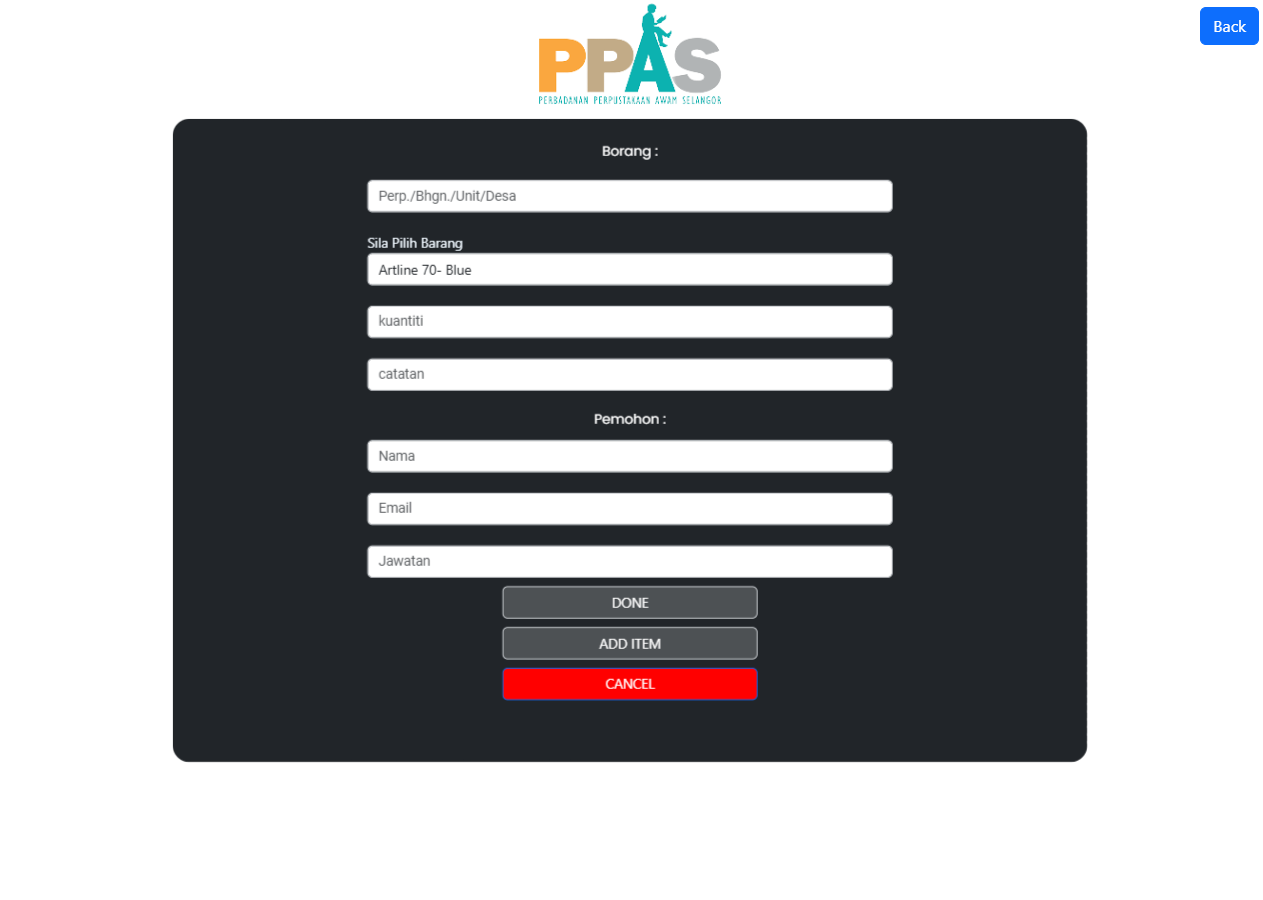 Back
PPAS
PERBADANAN PERPUSTAKAAN AWAM SELANGOR
Borang :
Perp./Bhgn./Unit/Desa
Sila Pilih Barang
Artline 70- Blue
kuantiti
catatan
Pemohon :
Nama
Email
Jawatan
DONE
ADD ITEM
CANCEL